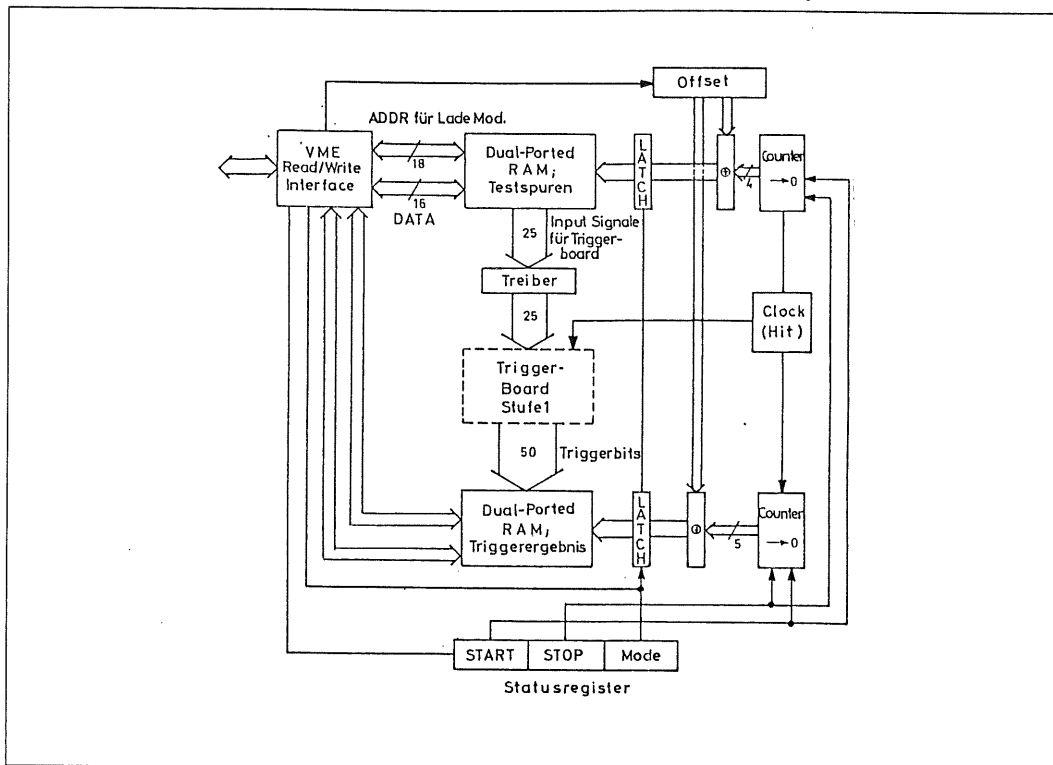 Offset
ADDR für Lade Mod.
VME
Read/Write
Interface
18
16
DATA
Dual-Ported
RAM;
Testspuren
LATCH
4
Counter
→0
25
Input Signale
für Trigger-
board
Treiber
25
Clock
(Hit)
Trigger-
Board
Stufe1
50
Triggerbits
Dual-Ported
RAM;
Triggerergebnis
LATCH
5
Counter
→0
START
STOP
Mode
Statusregister